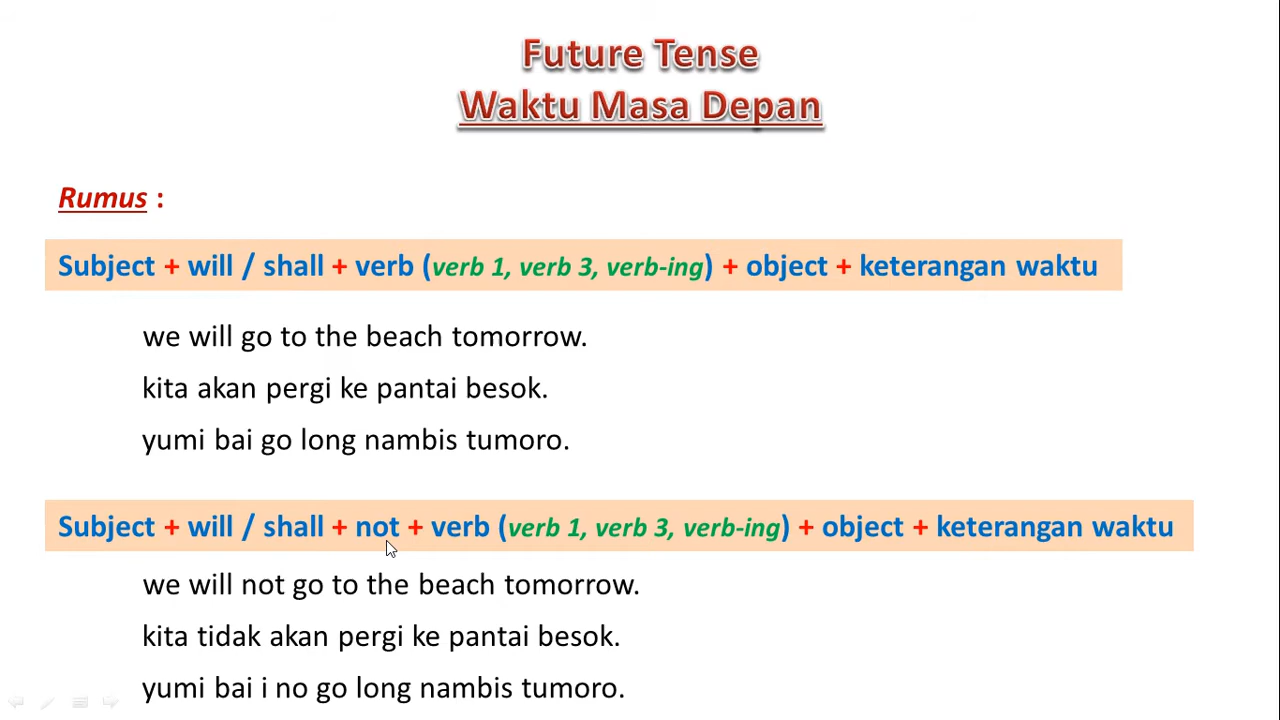 Future Tense
Waktu Masa Depan
Rumus :
Subject + will / shall + verb (verb 1, verb 3, verb-ing) + object + keterangan waktu
we will go to the beach tomorrow.
kita akan pergi ke pantai besok.
yumi bai go long nambis tumoro.
Subject + will / shall + not + verb (verb 1, verb 3, verb-ing) + object + keterangan waktu
we will not go to the beach tomorrow.
kita tidak akan pergi ke pantai besok.
yumi bai i no go long nambis tumoro.